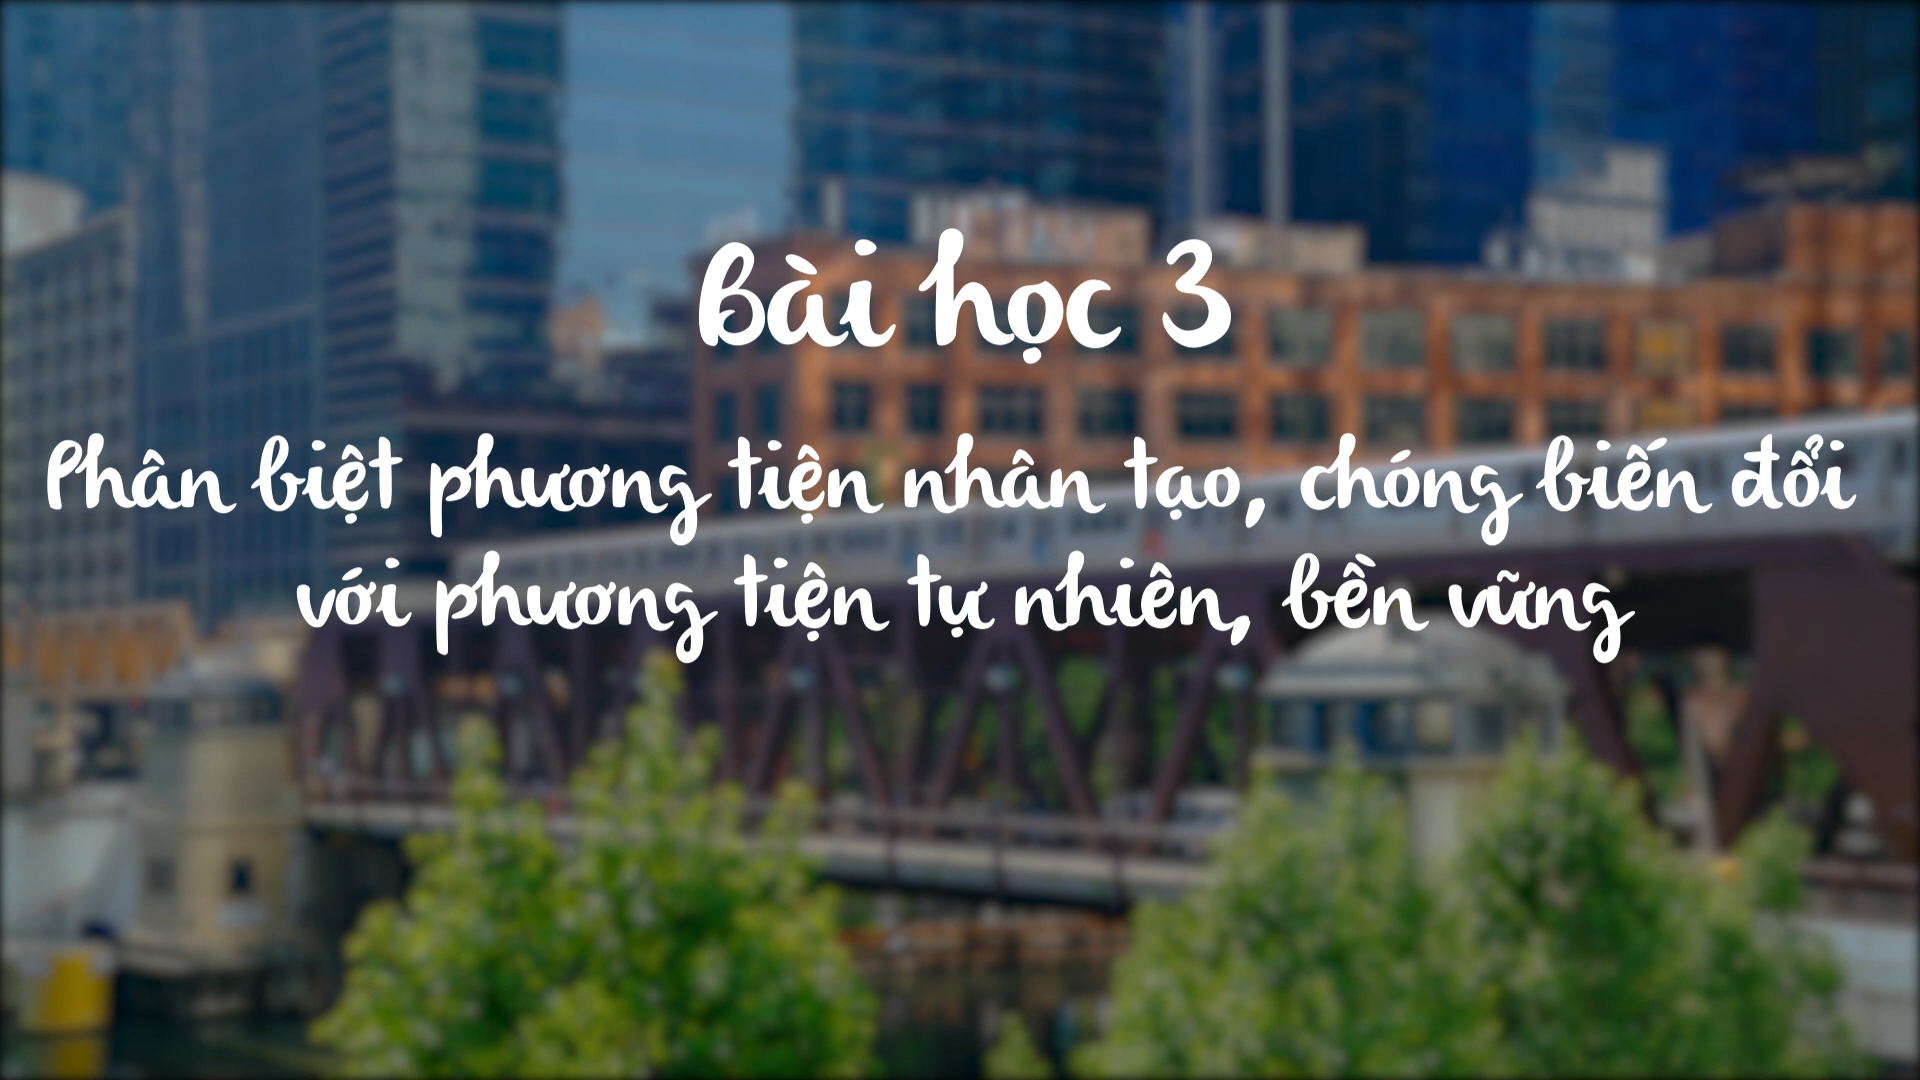 Bài học 3
Phân biệt phương tiện nhân tạo, chóng biến đổi
với phương tiện tự nhiên, bền vững